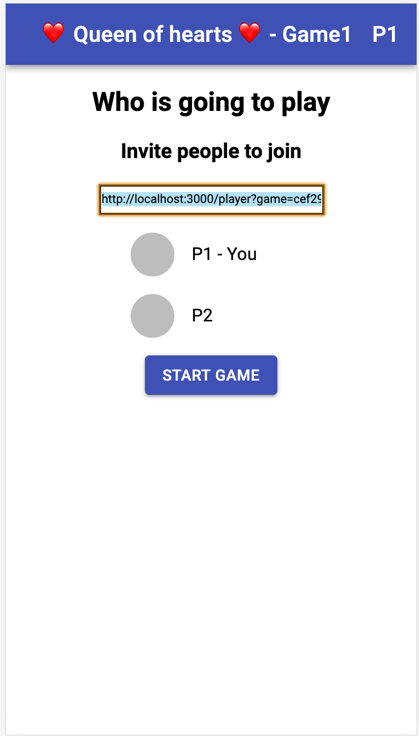 ❤️ Queen of hearts ❤️ - Game1 P1
Who is going to play
Invite people to join
http://localhost:3000/player?game=cef29
P1 - You
P2
START GAME